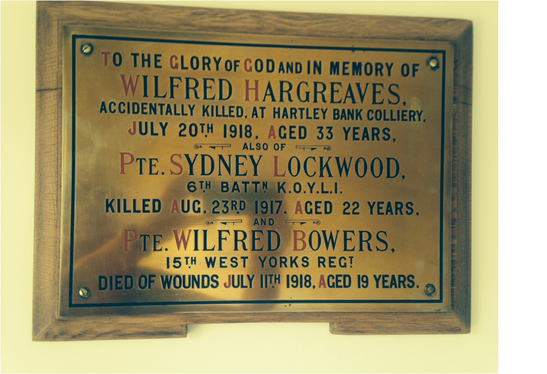 TO THE GLORY OF GOD AND IN MEMORY OF
WILFRED HARGREAVES,
ACCIDENTALLY KILLED, AT HARTLEY BANK COLLIERY,
JULY 20TH 1918, AGED 33 YEARS,
ALSO OF
PTE. SYDNEY LOCKWOOD,
6TH BATTN K.O.Y.L.I.
KILLED AUG. 23RD 1917. AGED 22 YEARS,
AND
PTE. WILFRED BOWERS,
15TH WEST YORKS REGT
DIED OF WOUNDS JULY 11TH 1918, AGED 19 YEARS.